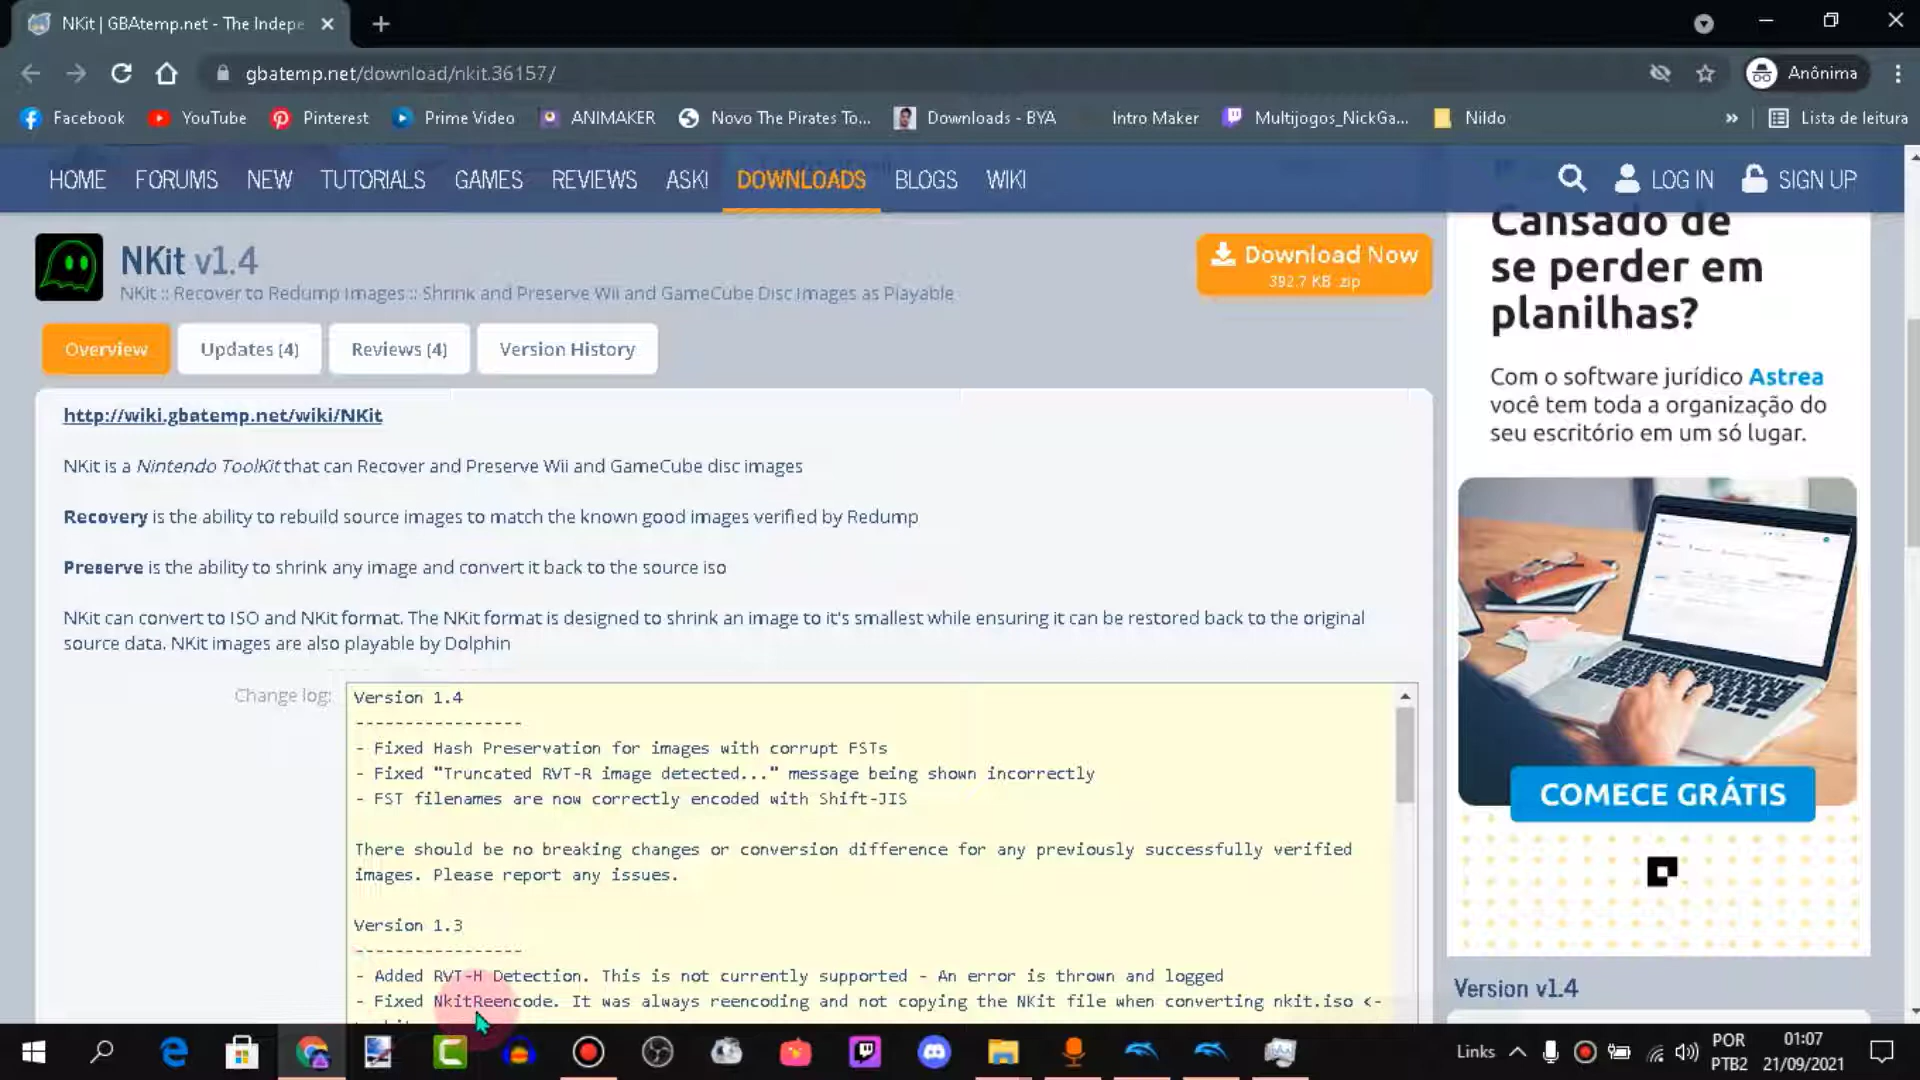 NKit | GBAtemp.net - The Indepe
gbatemp.net/download/nkit.36157/
Anônima
Facebook
YouTube
Pinterest
Prime Video
ANIMAKER
Novo The Pirates To...
Downloads - BYA
Intro Maker
Multijogos_NickGa...
Nildo
»
Lista de leitura
HOME
FORUMS
NEW
TUTORIALS
GAMES
REVIEWS
ASK!
DOWNLOADS
BLOGS
WIKI
LOG IN
SIGN UP
NKit v1.4
NKit :: Recover to Redump Images :: Shrink and Preserve Wii and GameCube Disc Images as Playable
Download Now
392.7 KB .zip
Overview
Updates (4)
Reviews (4)
Version History
http://wiki.gbatemp.net/wiki/NKit
NKit is a Nintendo ToolKit that can Recover and Preserve Wii and GameCube disc images
Recovery is the ability to rebuild source images to match the known good images verified by Redump
Preserve is the ability to shrink any image and convert it back to the source iso
NKit can convert to ISO and NKit format. The NKit format is designed to shrink an image to it's smallest while ensuring it can be restored back to the original
source data. NKit images are also playable by Dolphin
Change log:
Version 1.4
-----------------
- Fixed Hash Preservation for images with corrupt FSTs
- Fixed "Truncated RVT-R image detected..." message being shown incorrectly
- FST filenames are now correctly encoded with Shift-JIS
There should be no breaking changes or conversion difference for any previously successfully verified
images. Please report any issues.
Version 1.3
-----------------
- Added RVT-H Detection. This is not currently supported - An error is thrown and logged
- Fixed NkitReencode. It was always reencoding and not copying the NKit file when converting nkit.iso <-
Cansado de
se perder em
planilhas?
Com o software jurídico Astrea
você tem toda a organização do
seu escritório em um só lugar.
COMECE GRÁTIS
Version v1.4
Links
POR
PTB2
01:07
21/09/2021